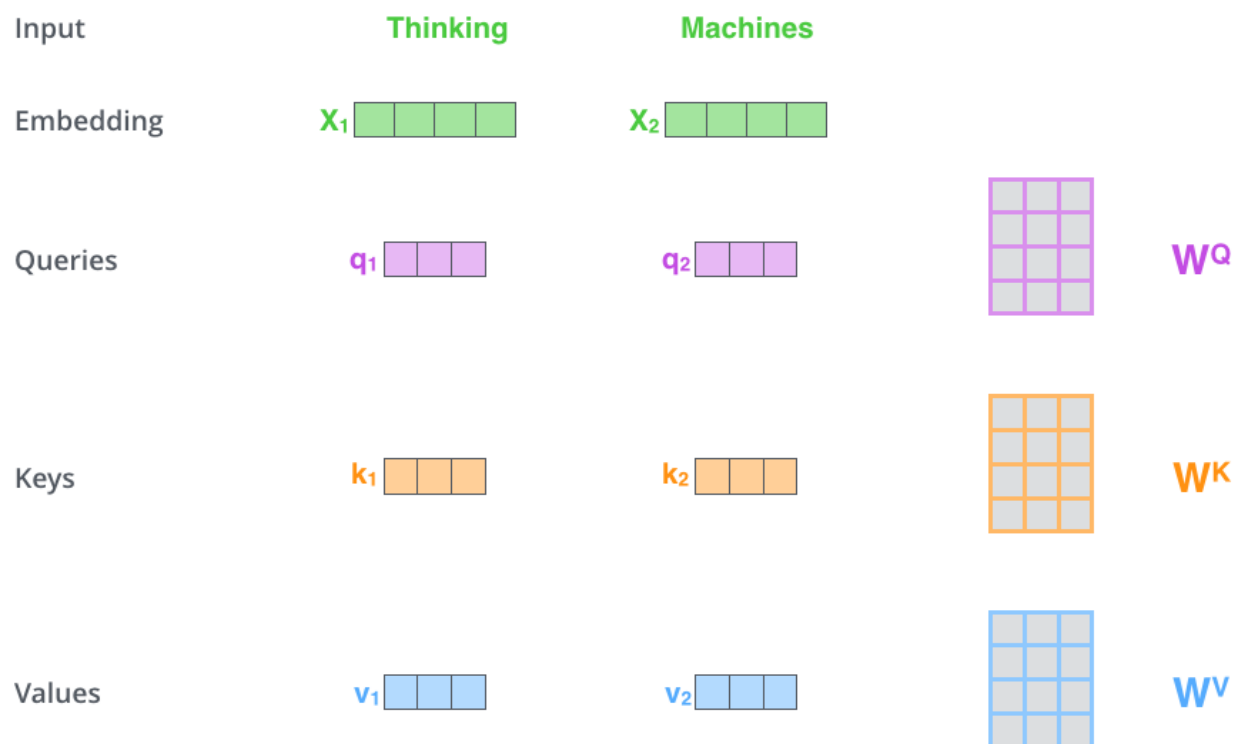 Input Thinking Machines
Embedding X1 X2
Queries q1 q2 WQ
Keys k1 k2 WK
Values v1 v2 WV